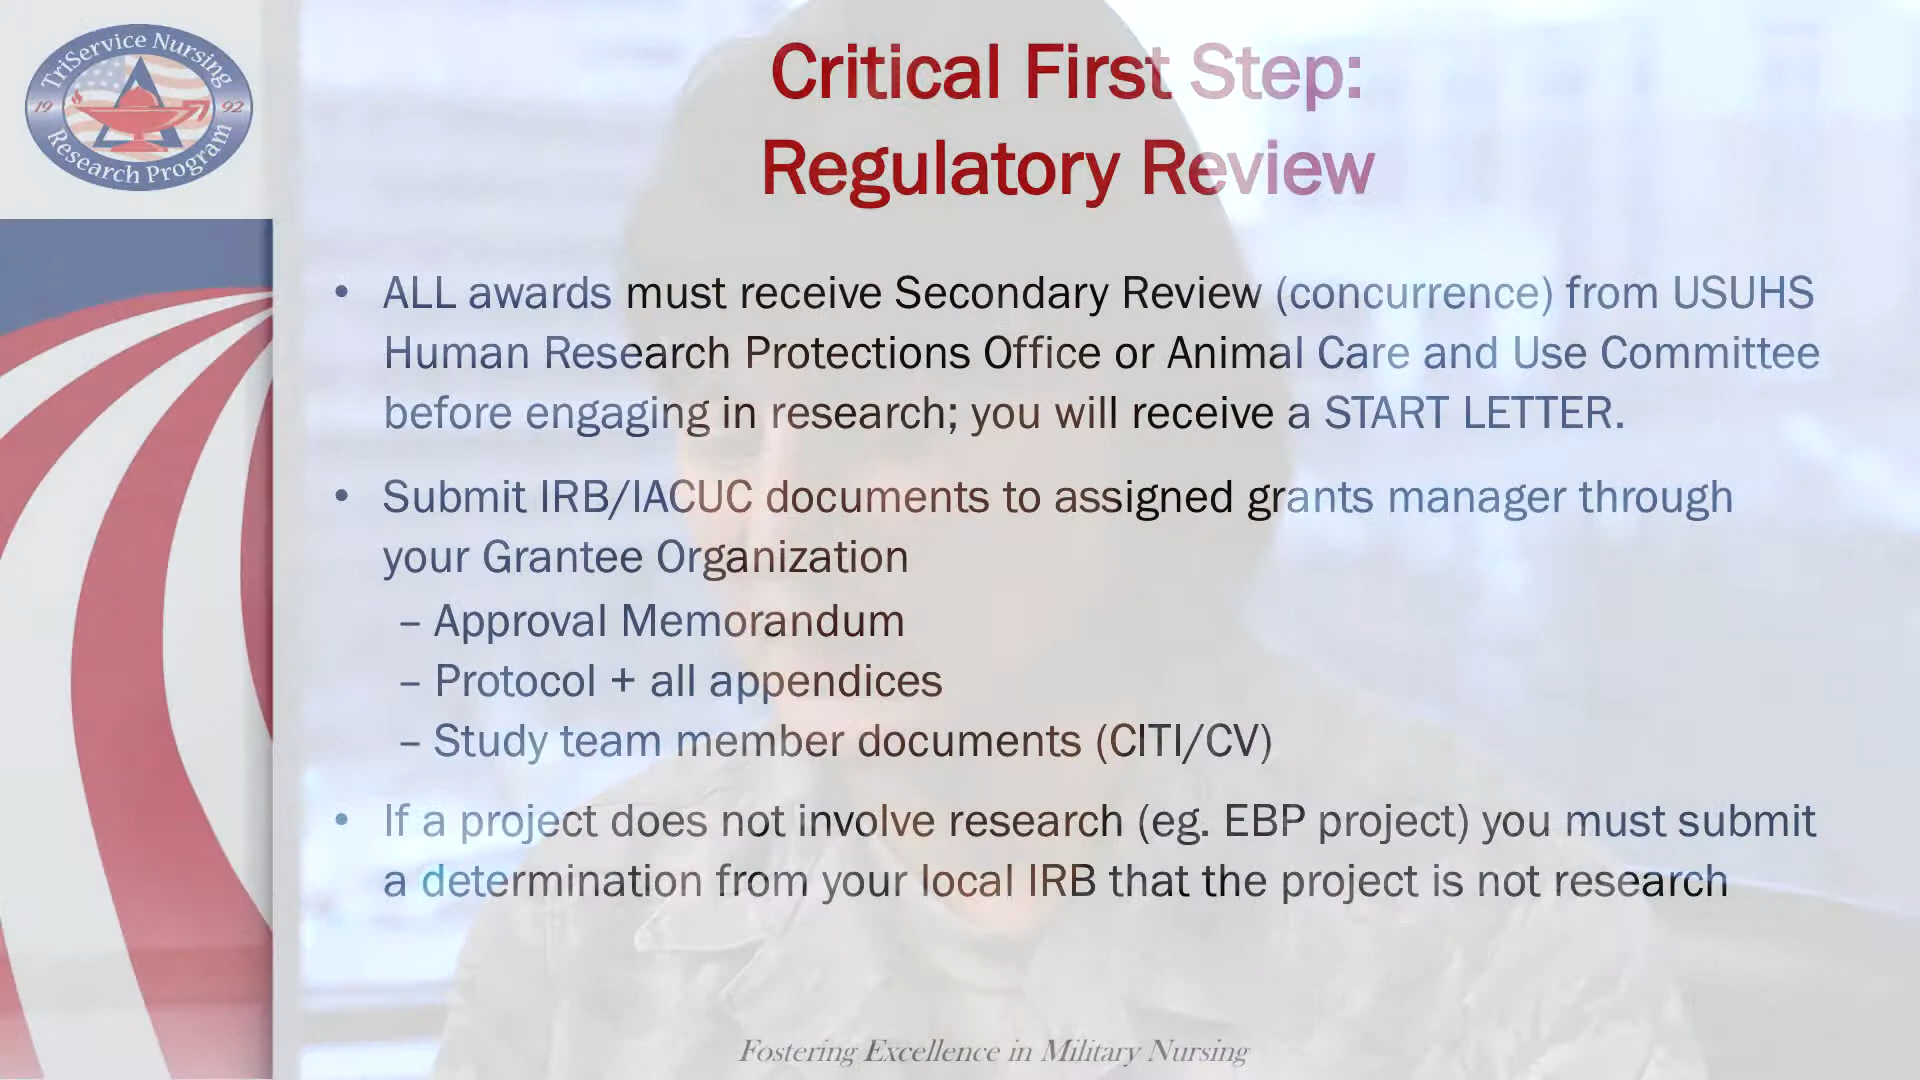 TriService Nursing
1992
Research Program
Critical First Step:
Regulatory Review
• ALL awards must receive Secondary Review (concurrence) from USUHS
Human Research Protections Office or Animal Care and Use Committee
before engaging in research; you will receive a START LETTER.
• Submit IRB/IACUC documents to assigned grants manager through
your Grantee Organization
– Approval Memorandum
– Protocol + all appendices
– Study team member documents (CITI/CV)
• If a project does not involve research (eg. EBP project) you must submit
a determination from your local IRB that the project is not research
Fostering Excellence in Military Nursing